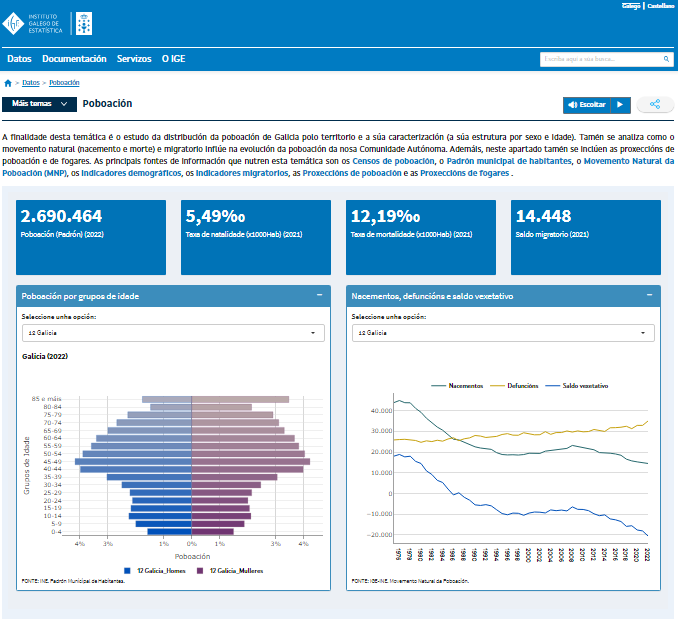 Galego | Castellano
IGE
INSTITUTO
GALEGO DE
ESTATÍSTICA
Datos Documentación Servizos O IGE
Escriba aquí a súa busca...
> Datos > Poboación
Máis temas
Poboación
Escoitar
A finalidade desta temática é o estudo da distribución da poboación de Galicia polo territorio e a súa caracterización (a súa estrutura por sexo e idade). Tamén se analiza como o
movemento natural (nacemento e morte) e migratorio inflúe na evolución da poboación da nosa Comunidade Autónoma. Ademáis, neste apartado tamén se inclúen as proxeccións de
poboación e de fogares. As principais fontes de información que nutren esta temática son os Censos de poboación, o Padrón municipal de habitantes, o Movemento Natural da
Poboación (MNP), os Indicadores demográficos, os Indicadores migratorios, as Proxeccións de poboación e as Proxeccións de fogares .
2.690.464
Poboación (Padrón) (2022)
5,49‰
Taxa de natalidade (x1000Hab) (2021)
12,19‰
Taxa de mortalidade (x1000Hab) (2021)
14.448
Saldo migratorio (2021)
Poboación por grupos de idade
Seleccione unha opción:
12 Galicia
Galicia (2022)
Grupos de Idade
85 e máis
80-84
75-79
70-74
65-69
60-64
55-59
50-54
45-49
40-44
35-39
30-34
25-29
20-24
15-19
10-14
5-9
0-4
4% 3% 1% 0% 1% 3% 4%
Poboación
12 Galicia_Homes 12 Galicia_Mulleres
FONTE: INE. Padrón Municipal de Habitantes.
Nacementos, defuncións e saldo vexetativo
Seleccione unha opción:
12 Galicia
Nacementos Defuncións Saldo vexetativo
40.000
30.000
20.000
10.000
0
−10.000
−20.000
1976 1978 1980 1982 1984 1986 1988 1990 1992 1994 1996 1998 2000 2002 2004 2006 2008 2010 2012 2014 2016 2018 2020 2022
FONTE: IGE-INE. Movemento Natural da Poboación.